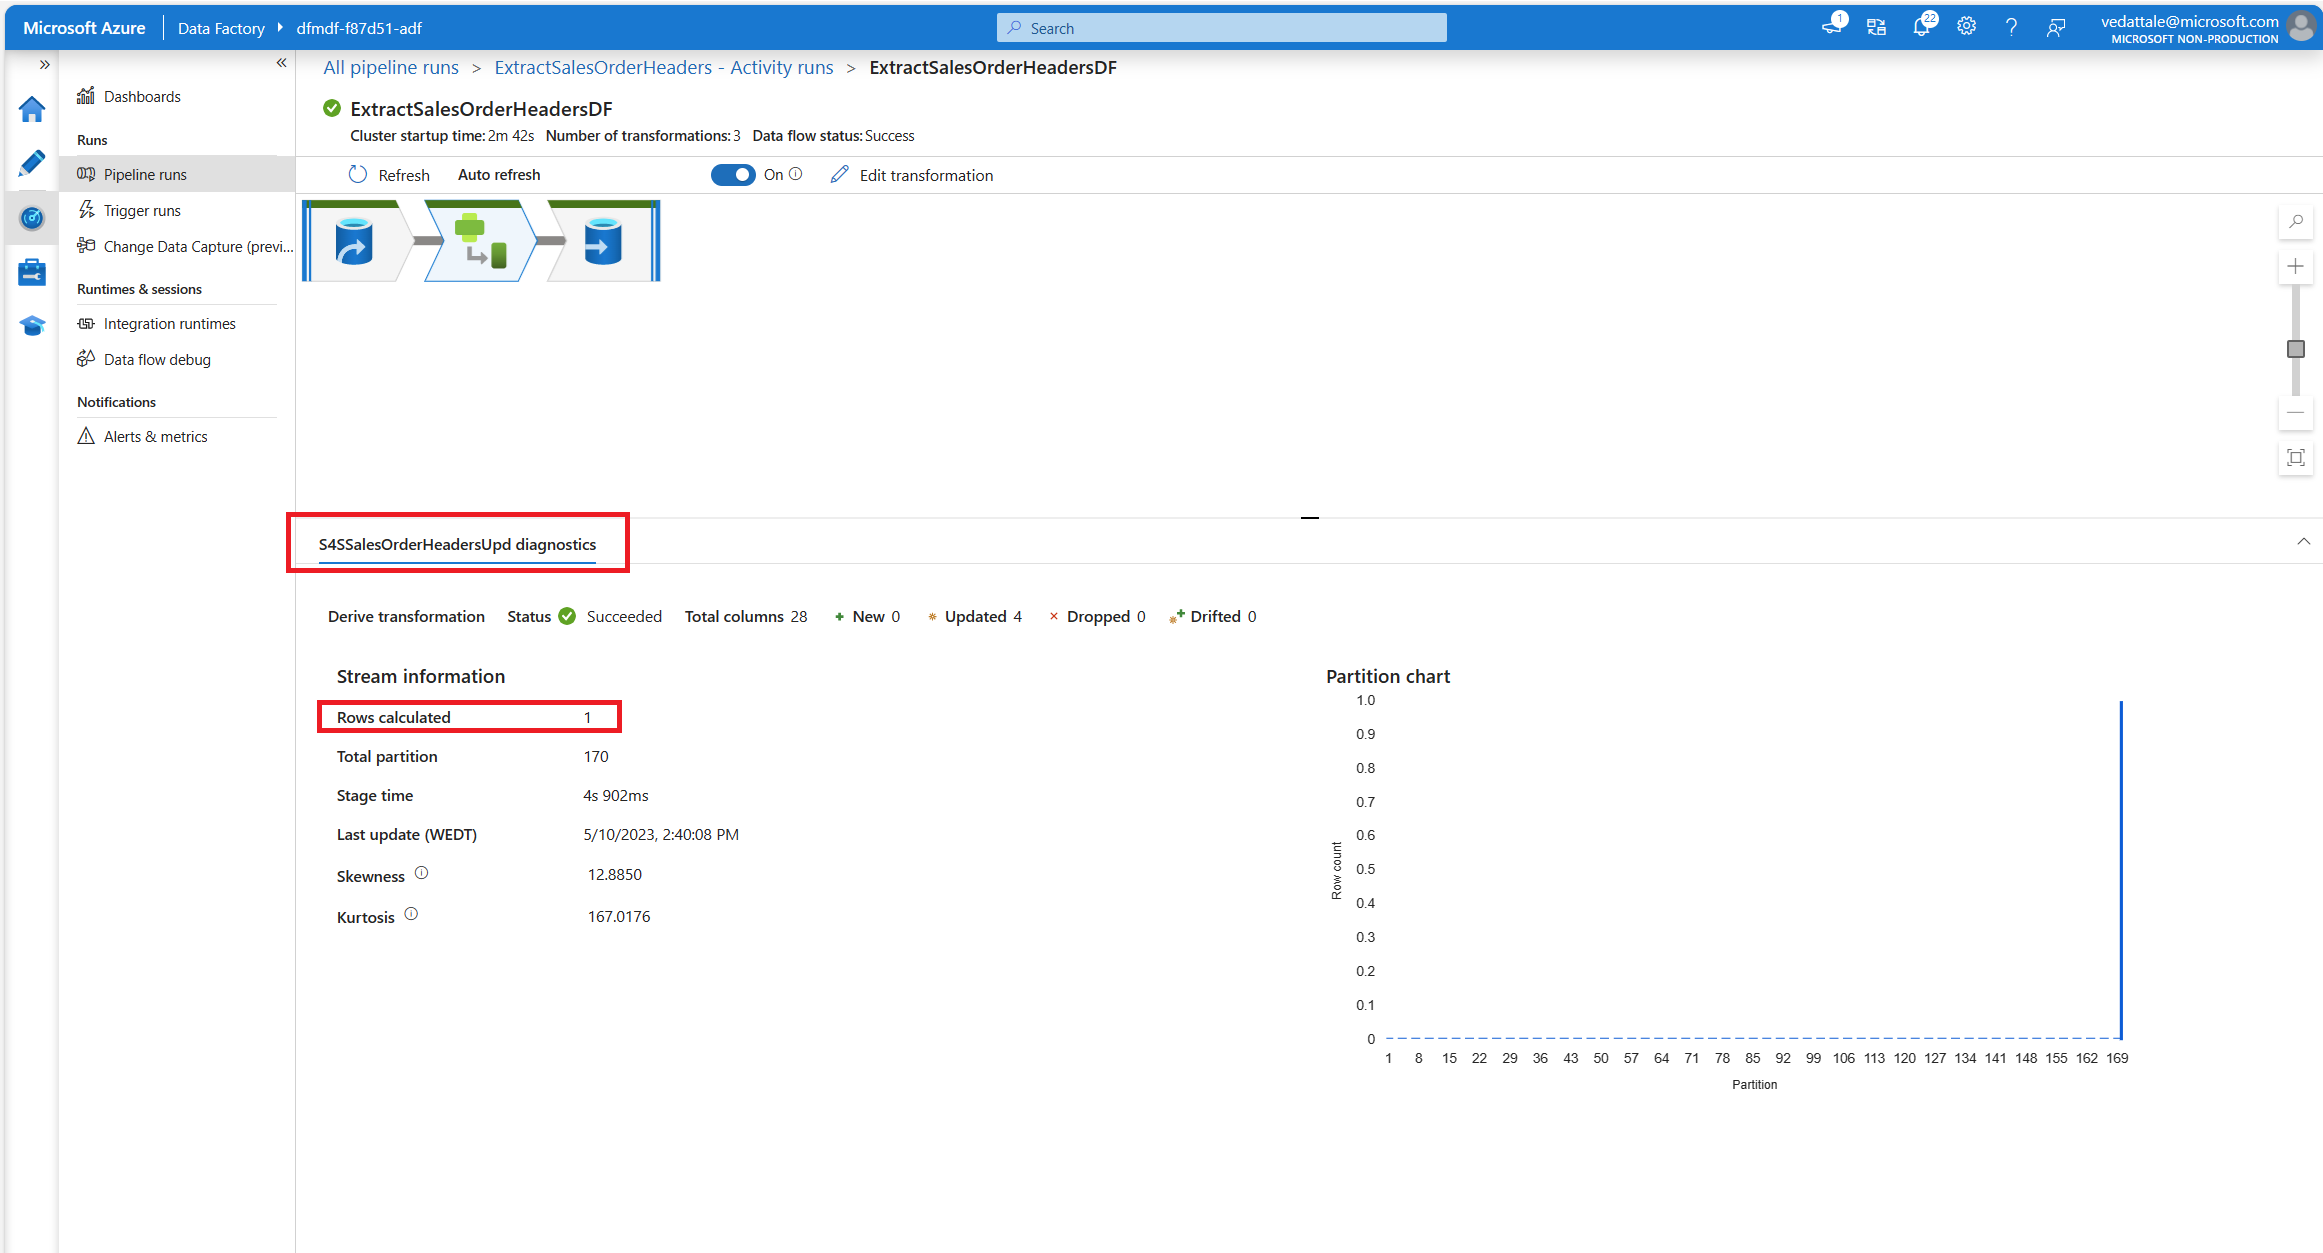 Microsoft Azure
Data Factory
dfmdf-f87d51-adf
Search
1
22
vedattale@microsoft.com
MICROSOFT NON-PRODUCTION
Dashboards
Runs
Pipeline runs
Trigger runs
Change Data Capture (previ...
Runtimes & sessions
Integration runtimes
Data flow debug
Notifications
Alerts & metrics
All pipeline runs > ExtractSalesOrderHeaders - Activity runs > ExtractSalesOrderHeadersDF
ExtractSalesOrderHeadersDF
Cluster startup time: 2m 42s Number of transformations: 3 Data flow status: Success
Refresh Auto refresh On Edit transformation
S4SSalesOrderHeadersUpd diagnostics
Derive transformation Status Succeeded Total columns 28 New 0 Updated 4 Dropped 0 Drifted 0
Stream information
Rows calculated 1
Total partition 170
Stage time 4s 902ms
Last update (WEDT) 5/10/2023, 2:40:08 PM
Skewness 12.8850
Kurtosis 167.0176
Partition chart
1.0
0.9
0.8
0.7
0.6
0.5
0.4
0.3
0.2
0.1
0
Row count
1 8 15 22 29 36 43 50 57 64 71 78 85 92 99 106 113 120 127 134 141 148 155 162 169
Partition